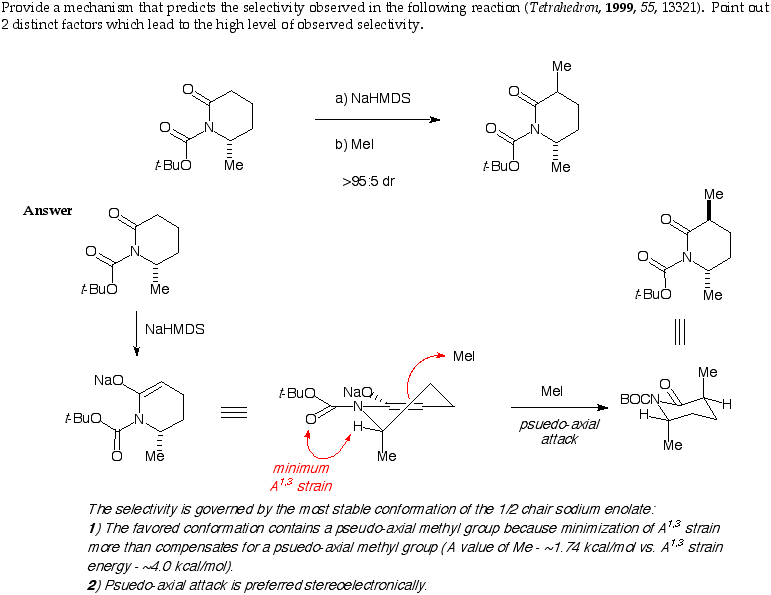 Provide a mechanism that predicts the selectivity observed in the following reaction (Tetrahedron, 1999, 55, 13321). Point out
2 distinct factors which lead to the high level of observed selectivity.
Me
O
O
N
t-BuO
Me
a) NaHMDS
b) MeI
>95:5 dr
O
O
N
t-BuO
Me
Answer
O
O
N
t-BuO
Me
Me
O
O
N
t-BuO
Me
NaHMDS
NaO
t-BuO
N
O
Me
MeI
t-BuO
NaO
N
O
H
Me
minimum
A1,3 strain
MeI
psuedo-axial
attack
Me
O
BOCN
H
H
Me
The selectivity is governed by the most stable conformation of the 1/2 chair sodium enolate:
1) The favored conformation contains a pseudo-axial methyl group because minimization of A1,3 strain
more than compensates for a psuedo-axial methyl group (A value of Me - ~1.74 kcal/mol vs. A1,3 strain
energy - ~4.0 kcal/mol).
2) Psuedo-axial attack is preferred stereoelectronically.